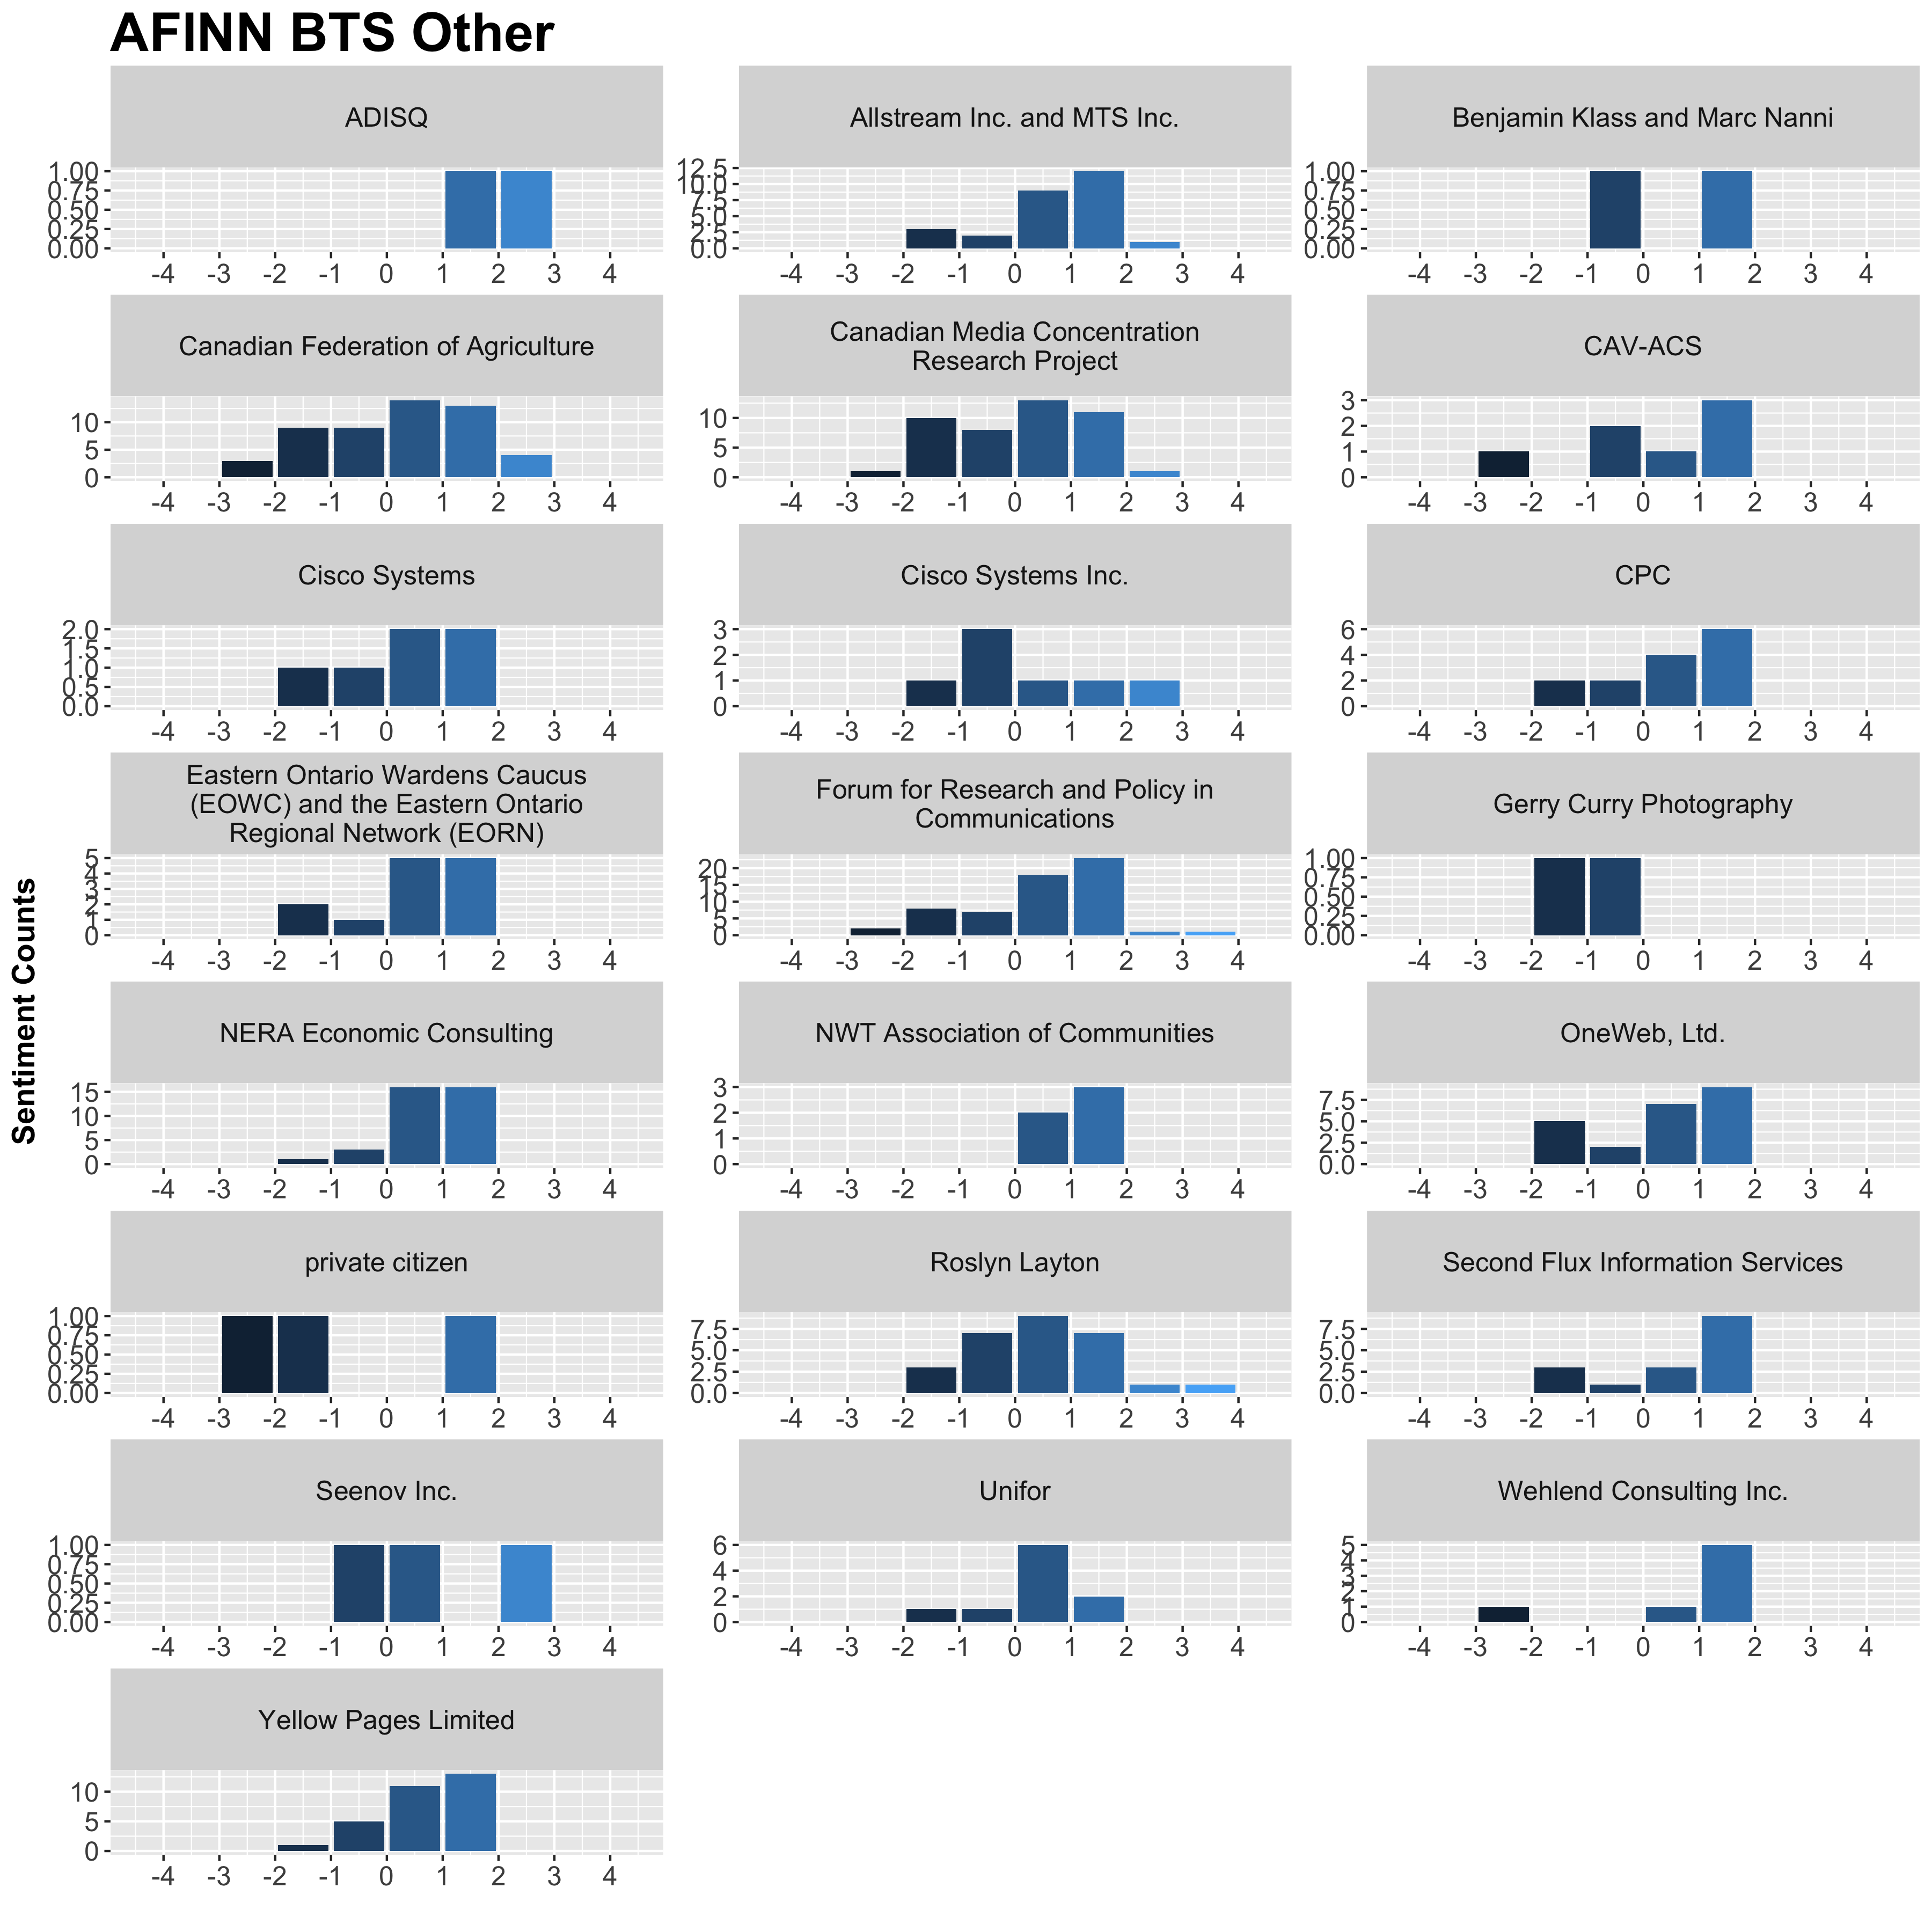 AFINN BTS Other
Sentiment Counts
ADISQ
1.00
0.75
0.50
0.25
0.00
-4 -3 -2 -1 0 1 2 3 4
Allstream Inc. and MTS Inc.
12.5
10.0
7.5
5.0
2.5
0.0
-4 -3 -2 -1 0 1 2 3 4
Benjamin Klass and Marc Nanni
1.00
0.75
0.50
0.25
0.00
-4 -3 -2 -1 0 1 2 3 4
Canadian Federation of Agriculture
10
5
0
-4 -3 -2 -1 0 1 2 3 4
Canadian Media Concentration
Research Project
10
5
0
-4 -3 -2 -1 0 1 2 3 4
CAV-ACS
3
2
1
0
-4 -3 -2 -1 0 1 2 3 4
Cisco Systems
2.0
1.5
1.0
0.5
0.0
-4 -3 -2 -1 0 1 2 3 4
Cisco Systems Inc.
3
2
1
0
-4 -3 -2 -1 0 1 2 3 4
CPC
6
4
2
0
-4 -3 -2 -1 0 1 2 3 4
Eastern Ontario Wardens Caucus
(EOWC) and the Eastern Ontario
Regional Network (EORN)
5
4
3
2
1
0
-4 -3 -2 -1 0 1 2 3 4
Forum for Research and Policy in
Communications
20
15
10
5
0
-4 -3 -2 -1 0 1 2 3 4
Gerry Curry Photography
1.00
0.75
0.50
0.25
0.00
-4 -3 -2 -1 0 1 2 3 4
NERA Economic Consulting
15
10
5
0
-4 -3 -2 -1 0 1 2 3 4
NWT Association of Communities
3
2
1
0
-4 -3 -2 -1 0 1 2 3 4
OneWeb, Ltd.
7.5
5.0
2.5
0.0
-4 -3 -2 -1 0 1 2 3 4
private citizen
1.00
0.75
0.50
0.25
0.00
-4 -3 -2 -1 0 1 2 3 4
Roslyn Layton
7.5
5.0
2.5
0.0
-4 -3 -2 -1 0 1 2 3 4
Second Flux Information Services
7.5
5.0
2.5
0.0
-4 -3 -2 -1 0 1 2 3 4
Seenov Inc.
1.00
0.75
0.50
0.25
0.00
-4 -3 -2 -1 0 1 2 3 4
Unifor
6
4
2
0
-4 -3 -2 -1 0 1 2 3 4
Wehlend Consulting Inc.
5
4
3
2
1
0
-4 -3 -2 -1 0 1 2 3 4
Yellow Pages Limited
10
5
0
-4 -3 -2 -1 0 1 2 3 4